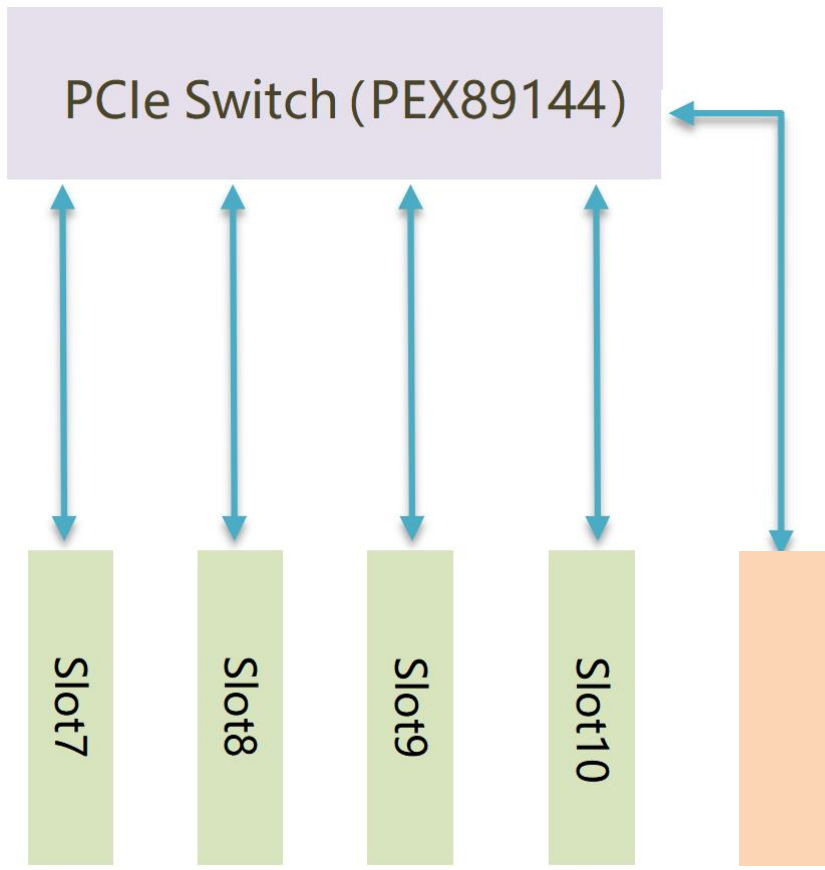 PCIe Switch (PEX89144)
Slot7
Slot8
Slot9
Slot10